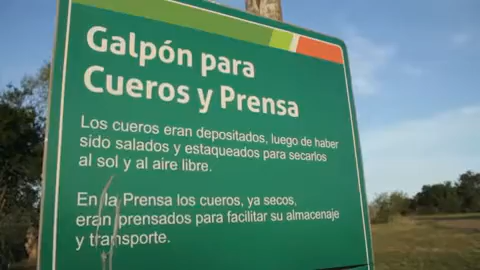 Galpón para
Cueros y Prensa
Los cueros eran depositados, luego de haber
sido salados y estaqueados para secarlos
al sol y al aire libre.
En la Prensa los cueros, ya secos,
eran prensados para facilitar su almacenaje
y transporte.